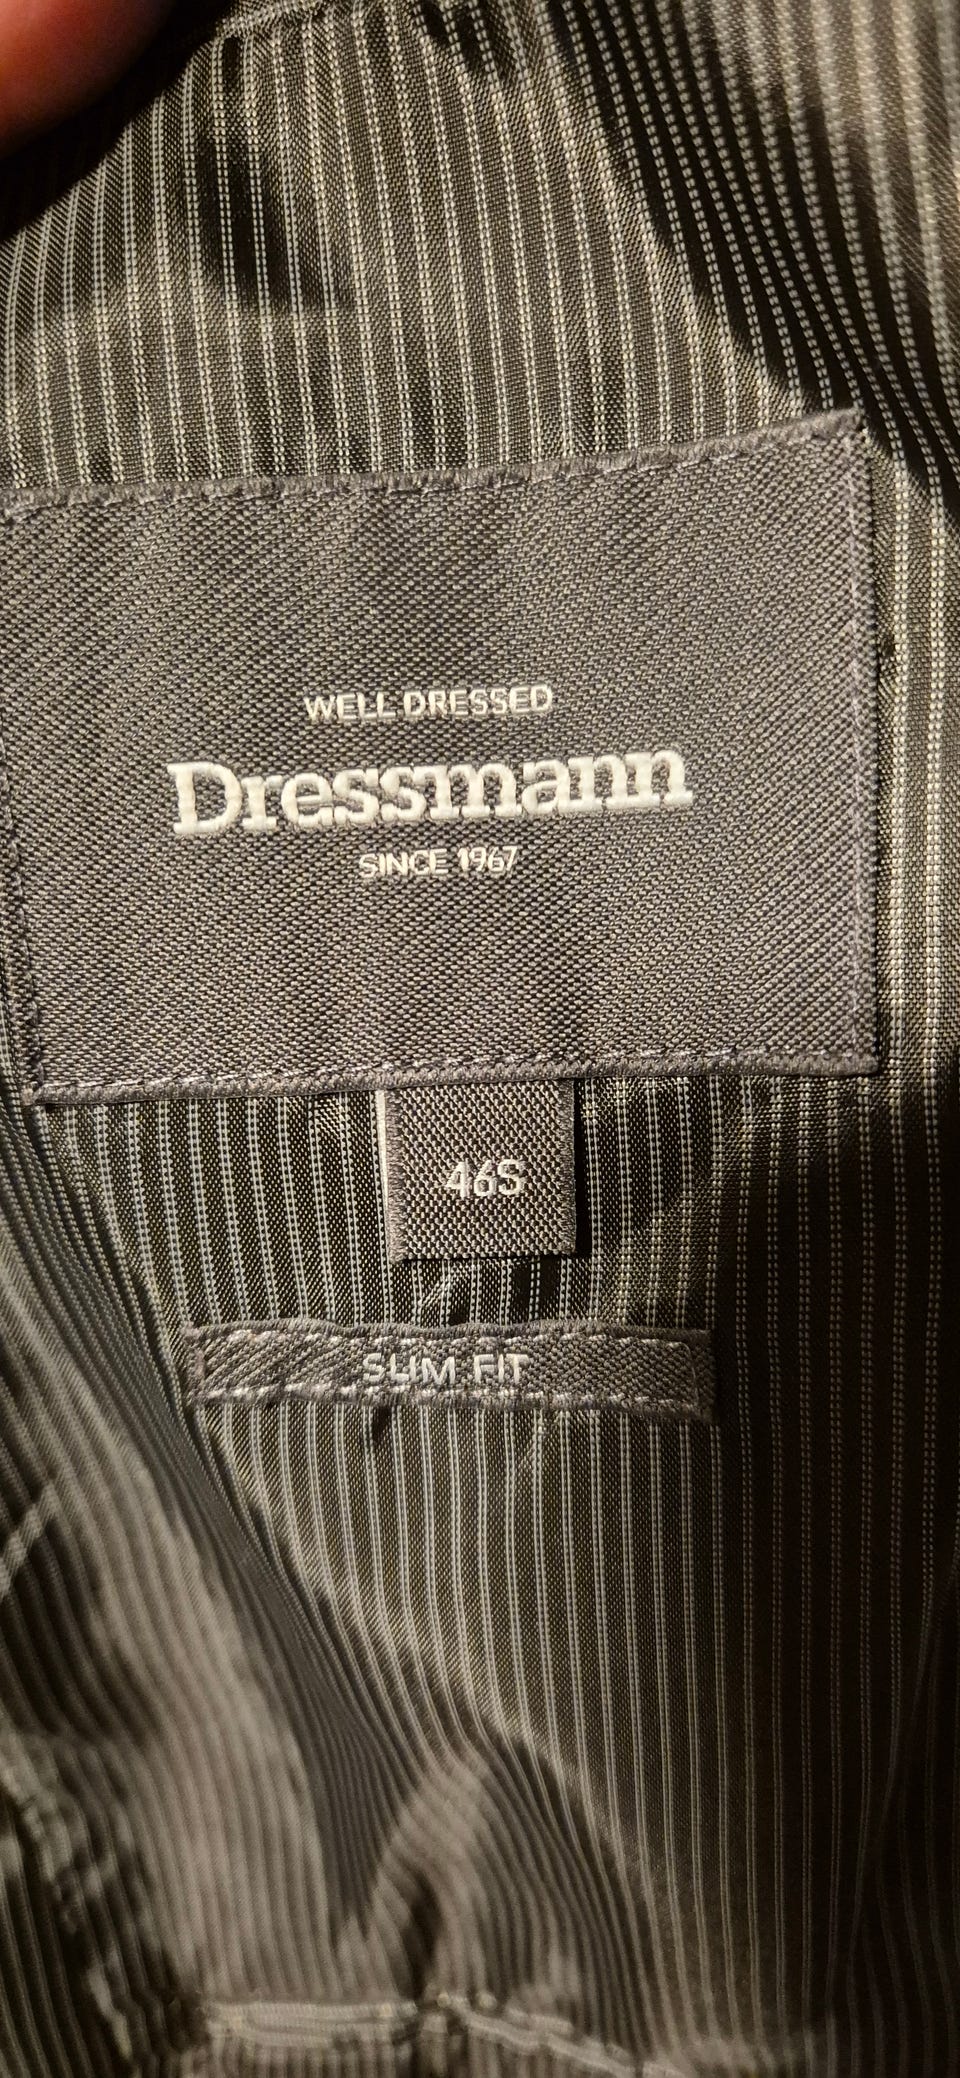 WELL DRESSED
Dressmann
SINCE 1967
46S
SLIM FIT